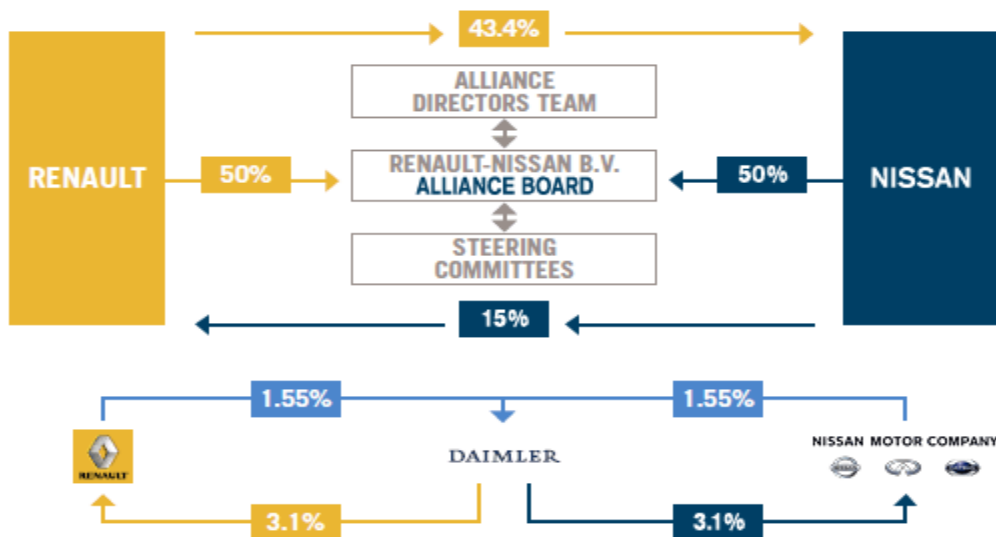 43.4%
ALLIANCE
DIRECTORS TEAM
RENAULT
50%
RENAULT-NISSAN B.V.
ALLIANCE BOARD
50%
NISSAN
STEERING
COMMITTEES
15%
1.55%
1.55%
RENAULT
DAIMLER
NISSAN MOTOR COMPANY
3.1%
3.1%